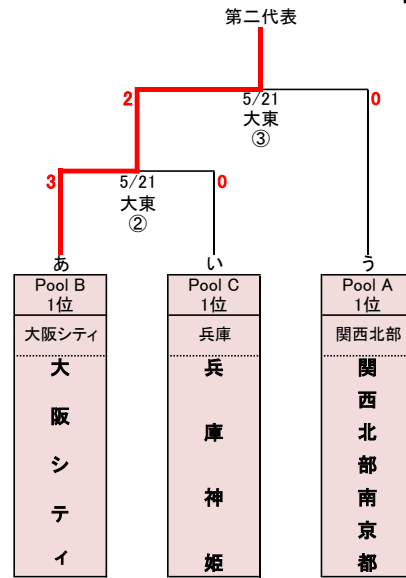 第二代表
2
5/21
大東
③
0
3
5/21
大東
②
0
あ
い
う
Pool B
1位
Pool C
1位
Pool A
1位
大阪シティ
兵庫
関西北部
大阪シティ
兵庫神姫
関西北部南京都